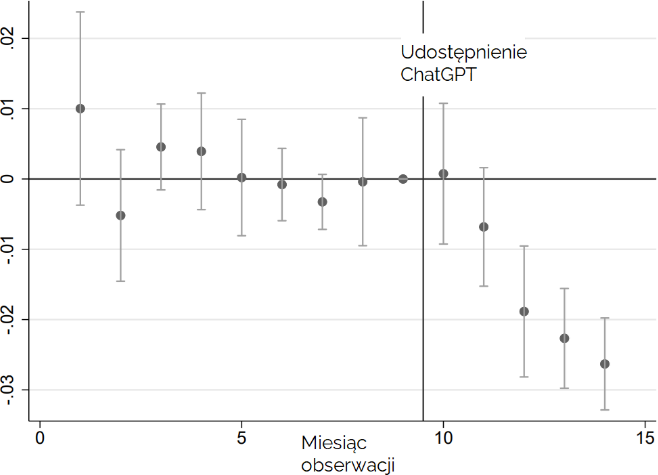 .02
Udostępnienie
ChatGPT
.01
0
-.01
-.02
-.03
0 5 10 15
Miesiąc
obserwacji